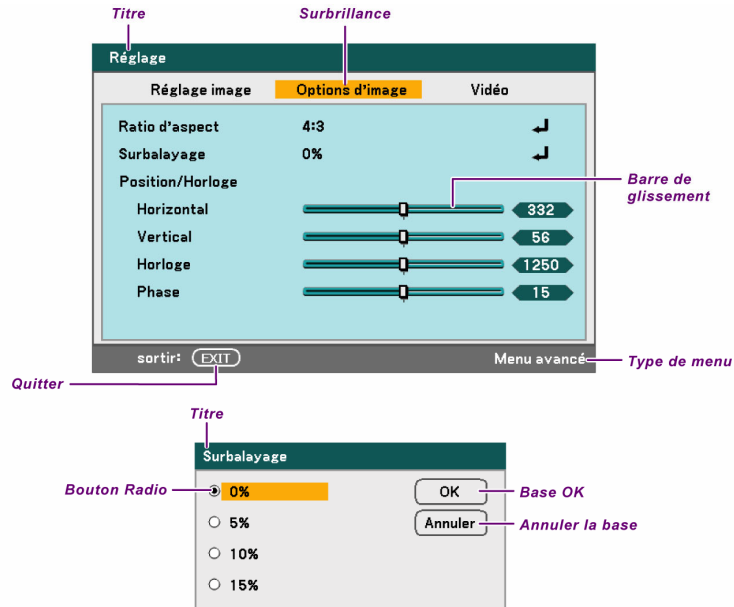 Titre Surbrillance
Réglage
Réglage image Options d'image Vidéo
Ratio d'aspect 4:3
Surbalayage 0%
Position/Horloge
Barre de
glissement
Horizontal 332
Vertical 56
Horloge 1250
Phase 15
sortir: EXIT Menu avancé
Type de menu
Quitter
Titre
Surbalayage
Bouton Radio 0% OK Base OK
5% Annuler Annuler la base
10%
15%